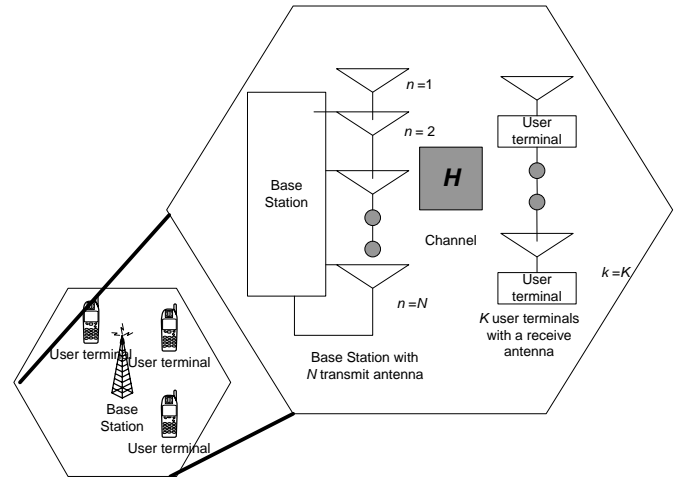 n=1
n = 2
Base
Station
H
Channel
n=N
Base Station with
N transmit antenna
User
terminal
User
terminal
k=K
K user terminals
with a receive
antenna
User terminal
User terminal
Base
Station
User terminal